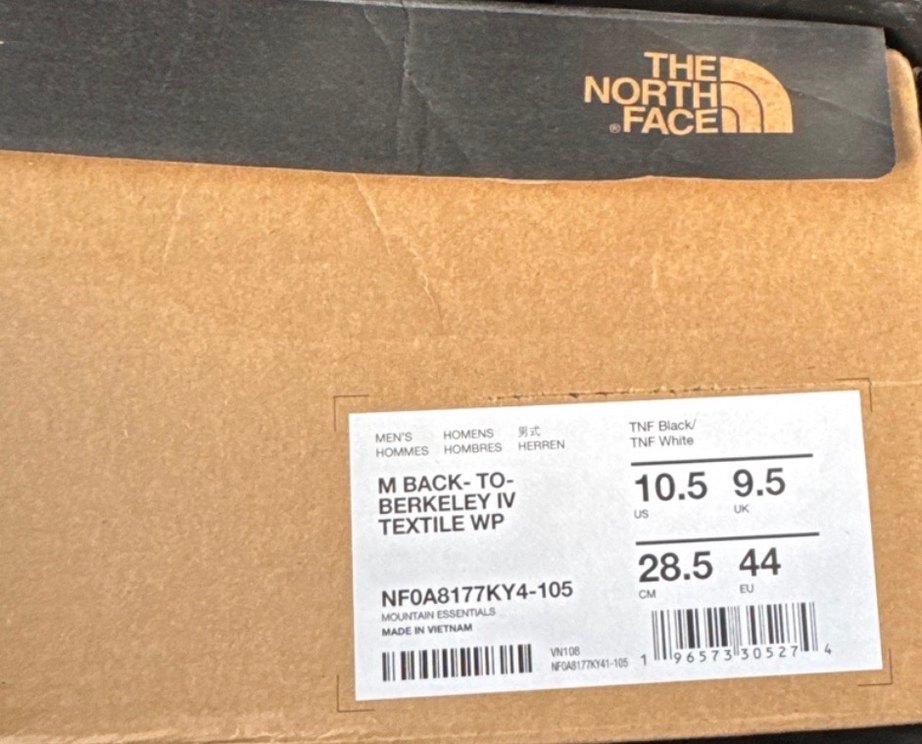 THE
NORTH
® FACE
MEN'S HOMENS 男式
HOMMES HOMBRES HERREN
M BACK- TO-
BERKELEY IV
TEXTILE WP
NF0A8177KY4-105
MOUNTAIN ESSENTIALS
MADE IN VIETNAM
VN108
NF0A8177KY41-105
TNF Black/
TNF White
10.5 9.5
US UK
28.5 44
CM EU
1 96573 30527 4